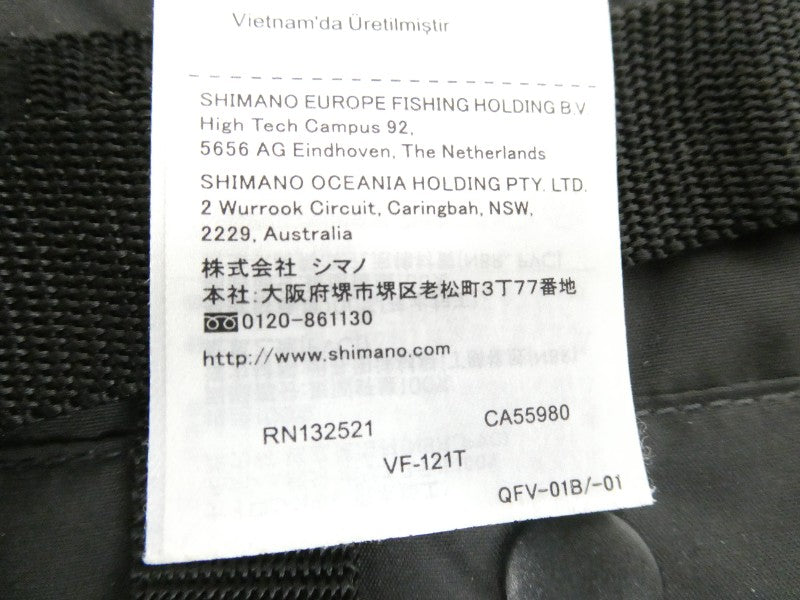 Vietnam'da Üretilmiştir
SHIMANO EUROPE FISHING HOLDING B.V
High Tech Campus 92,
5656 AG Eindhoven, The Netherlands
SHIMANO OCEANIA HOLDING PTY. LTD.
2 Wurrook Circuit, Caringbah, NSW,
2229, Australia
株式会社 シマノ
本社:大阪府堺市堺区老松町3丁77番地
0120-861130
http://www.shimano.com
RN132521 CA55980
VF-121T
QFV-01B/-01